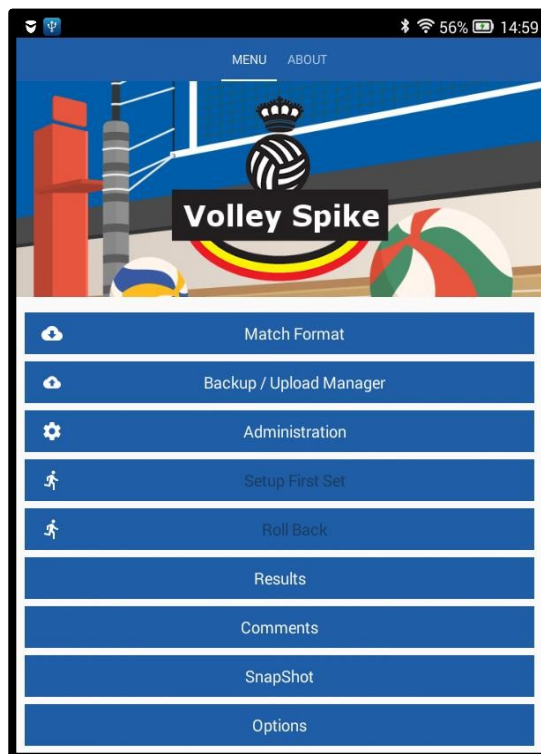 56% 14:59
MENU ABOUT
Volley Spike
Match Format
Backup / Upload Manager
Administration
Setup First Set
Roll Back
Results
Comments
SnapShot
Options